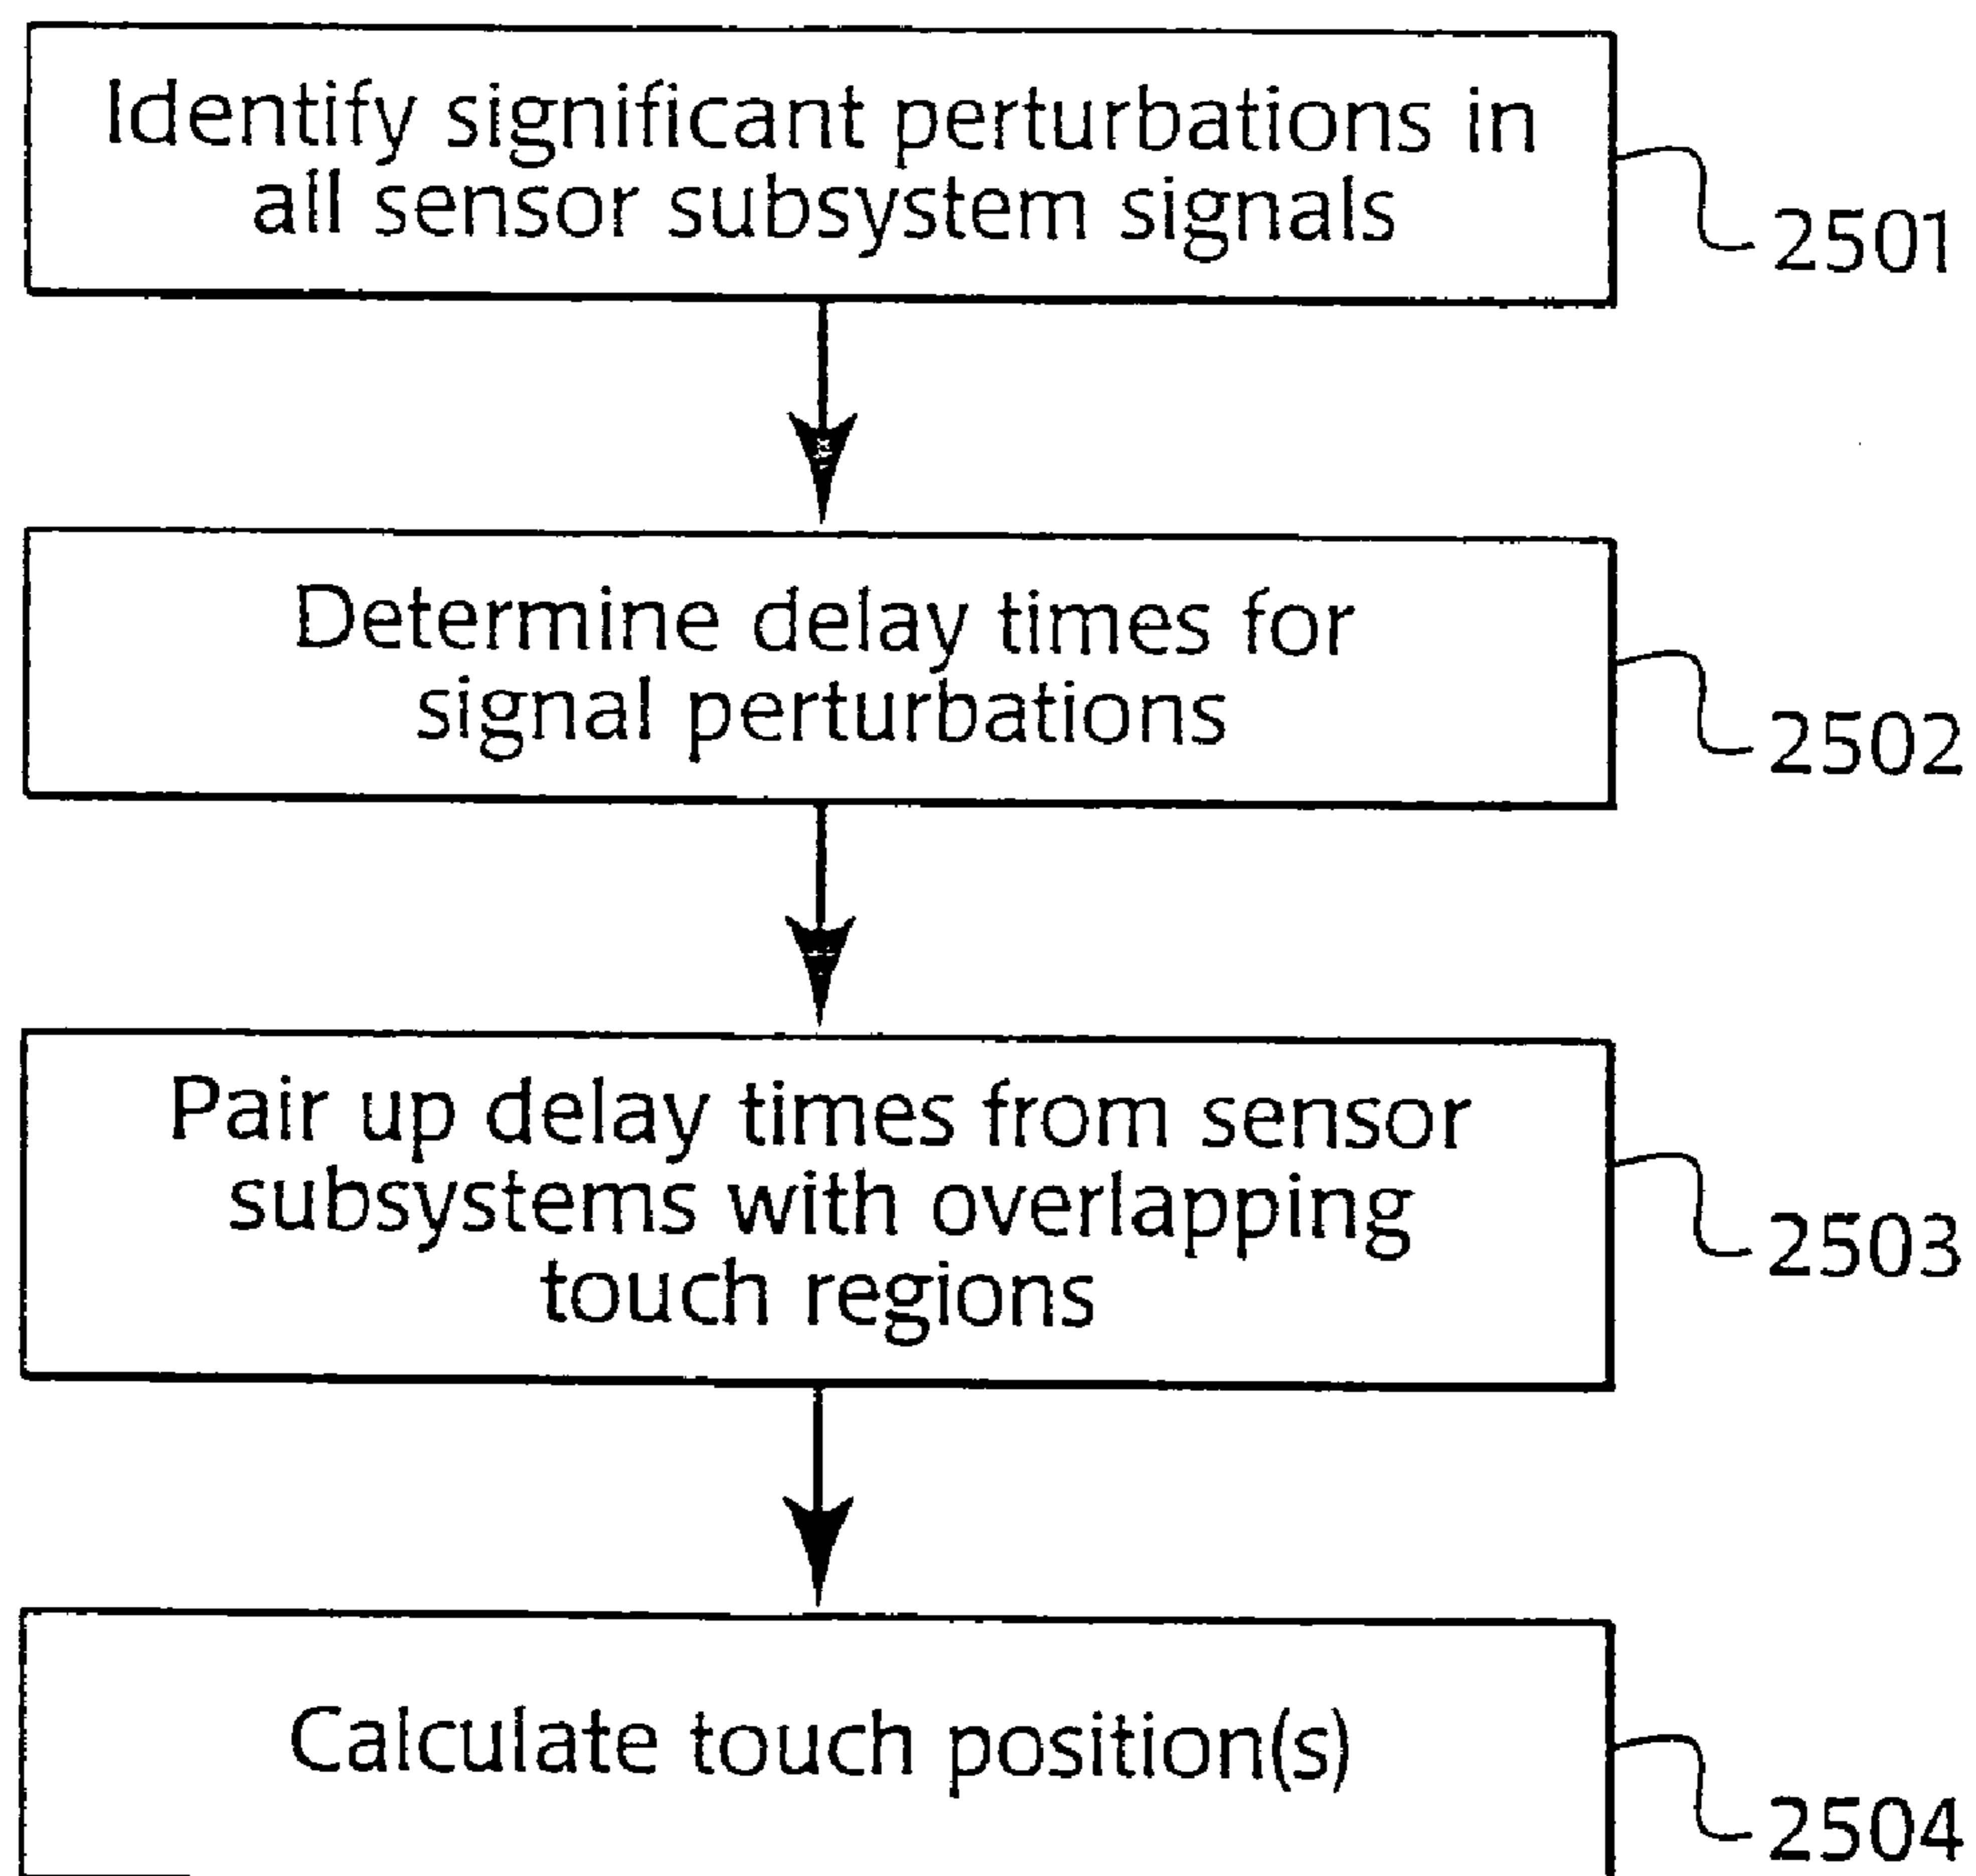 Identify significant perturbations in
all sensor subsystem signals
2501
Determine delay times for
signal perturbations
2502
Pair up delay times from sensor
subsystems with overlapping
touch regions
2503
Calculate touch position(s)
2504